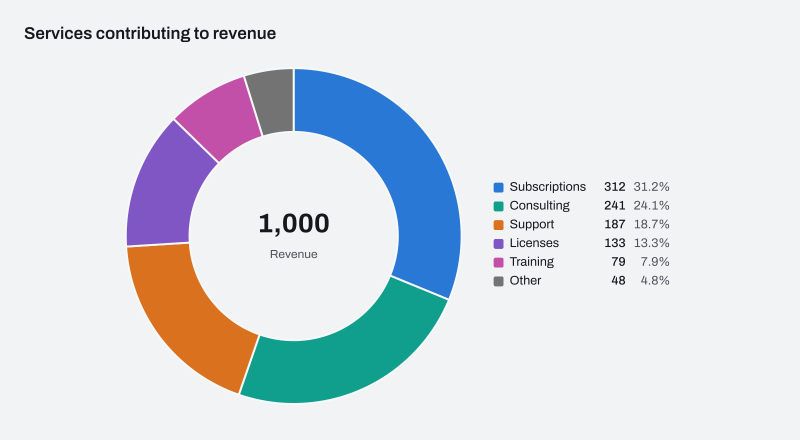 Services contributing to revenue
1,000
Revenue
Subscriptions 312 31.2%
Consulting 241 24.1%
Support 187 18.7%
Licenses 133 13.3%
Training 79 7.9%
Other 48 4.8%